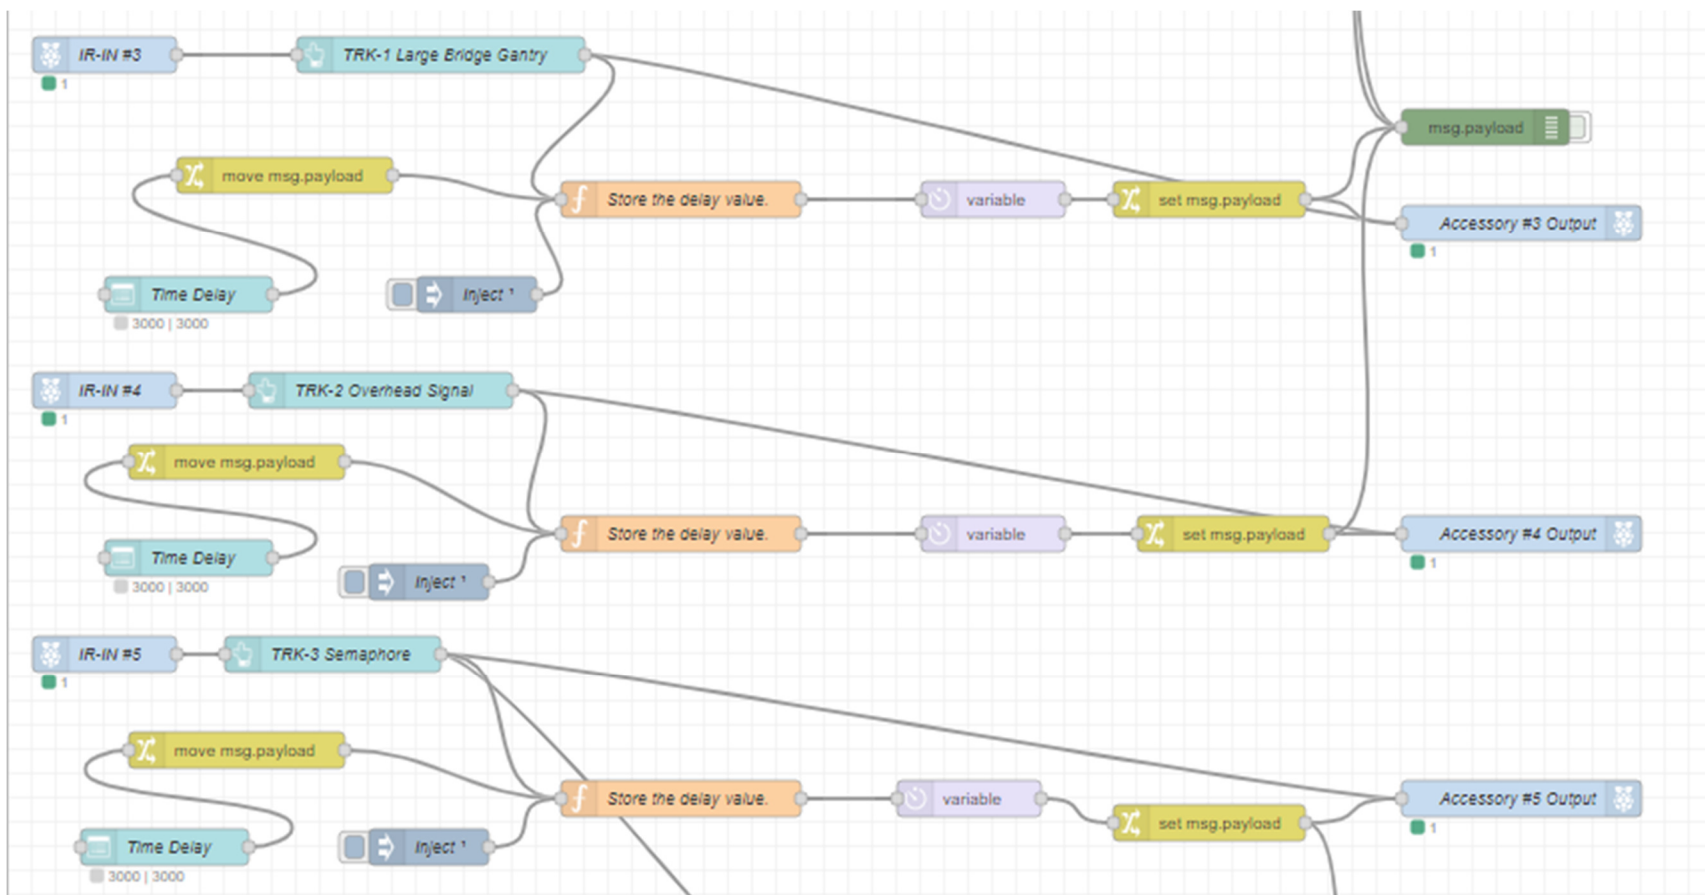 IR-IN #3
TRK-1 Large Bridge Gantry
1
msg.payload
move msg.payload
Store the delay value.
variable
set msg.payload
Accessory #3 Output
1
Time Delay
Inject ¹
3000 | 3000
IR-IN #4
TRK-2 Overhead Signal
1
move msg.payload
Store the delay value.
variable
set msg.payload
Accessory #4 Output
1
Time Delay
3000 | 3000
Inject ¹
IR-IN #5
TRK-3 Semaphore
1
move msg.payload
Store the delay value.
variable
set msg.payload
Accessory #5 Output
1
Time Delay
Inject ¹
3000 | 3000